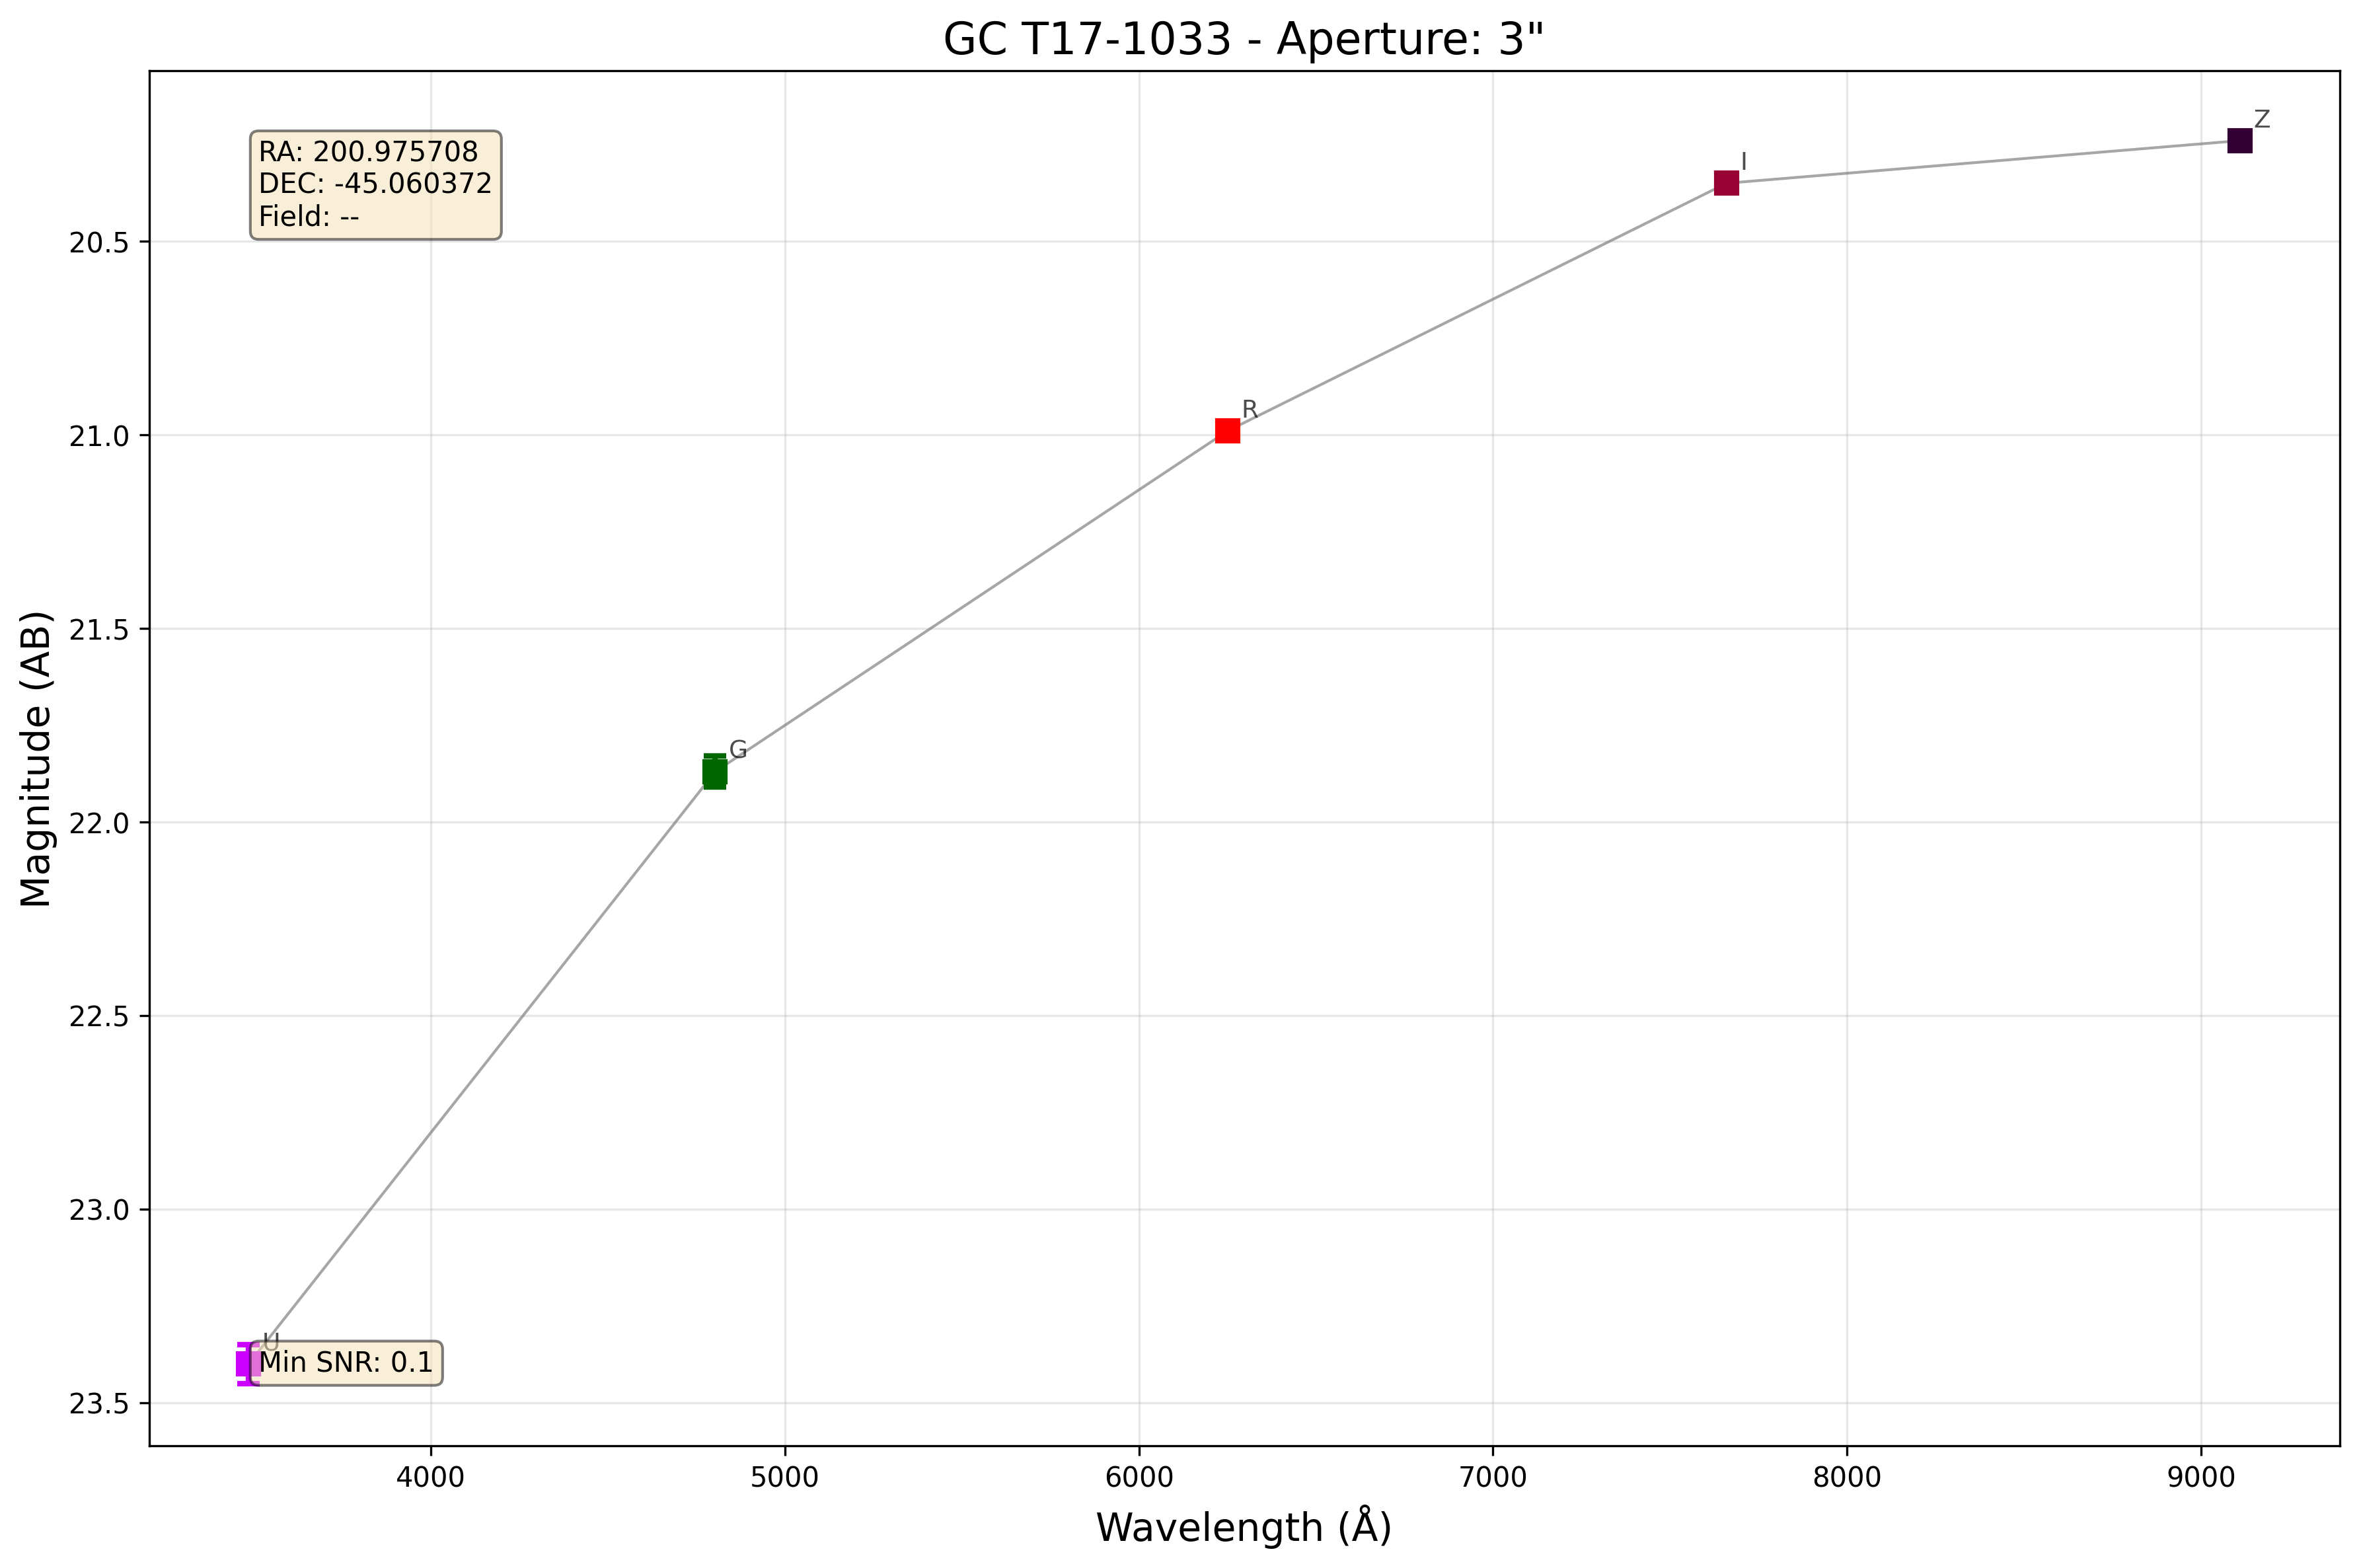 GC T17-1033 - Aperture: 3"
RA: 200.975708
DEC: -45.060372
Field: --
Z
I
R
G
U
Min SNR: 0.1
20.5
21.0
21.5
22.0
22.5
23.0
23.5
Magnitude (AB)
4000
5000
6000
7000
8000
9000
Wavelength (Å)